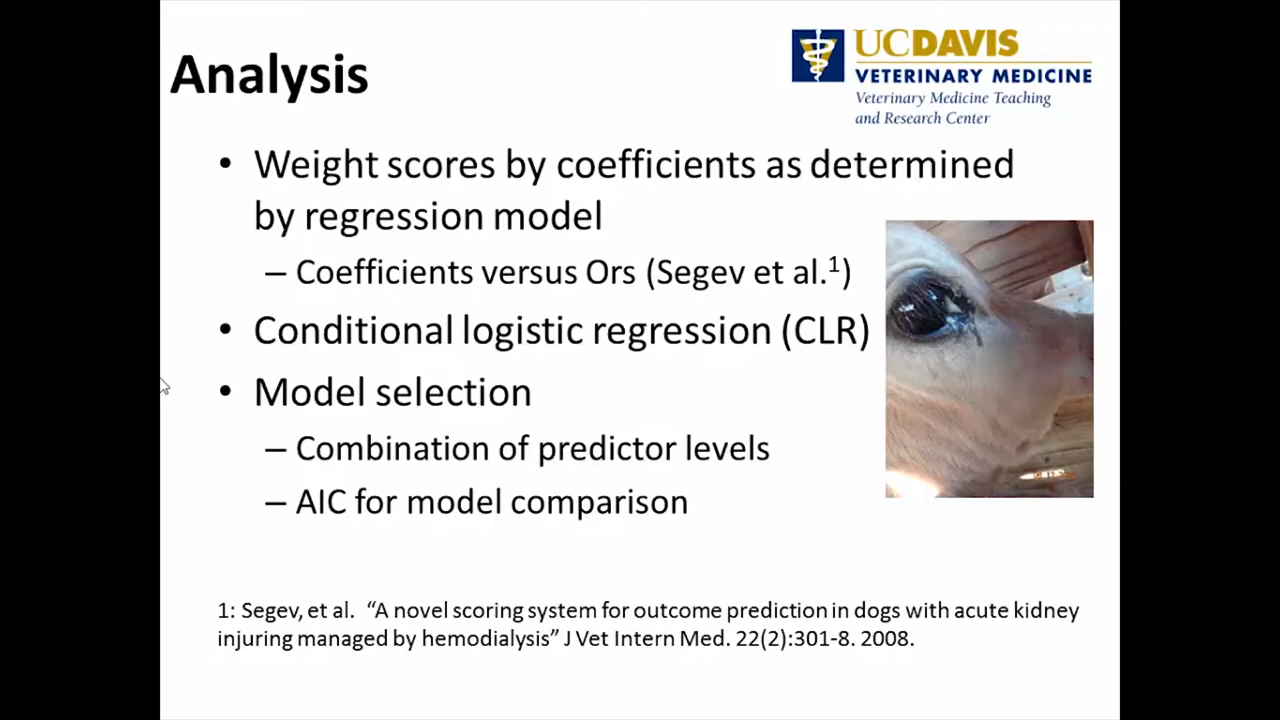 Analysis
UCDAVIS
VETERINARY MEDICINE
Veterinary Medicine Teaching
and Research Center
• Weight scores by coefficients as determined
by regression model
– Coefficients versus Ors (Segev et al.1)
• Conditional logistic regression (CLR)
• Model selection
– Combination of predictor levels
– AIC for model comparison
1: Segev, et al. “A novel scoring system for outcome prediction in dogs with acute kidney
injuring managed by hemodialysis” J Vet Intern Med. 22(2):301-8. 2008.